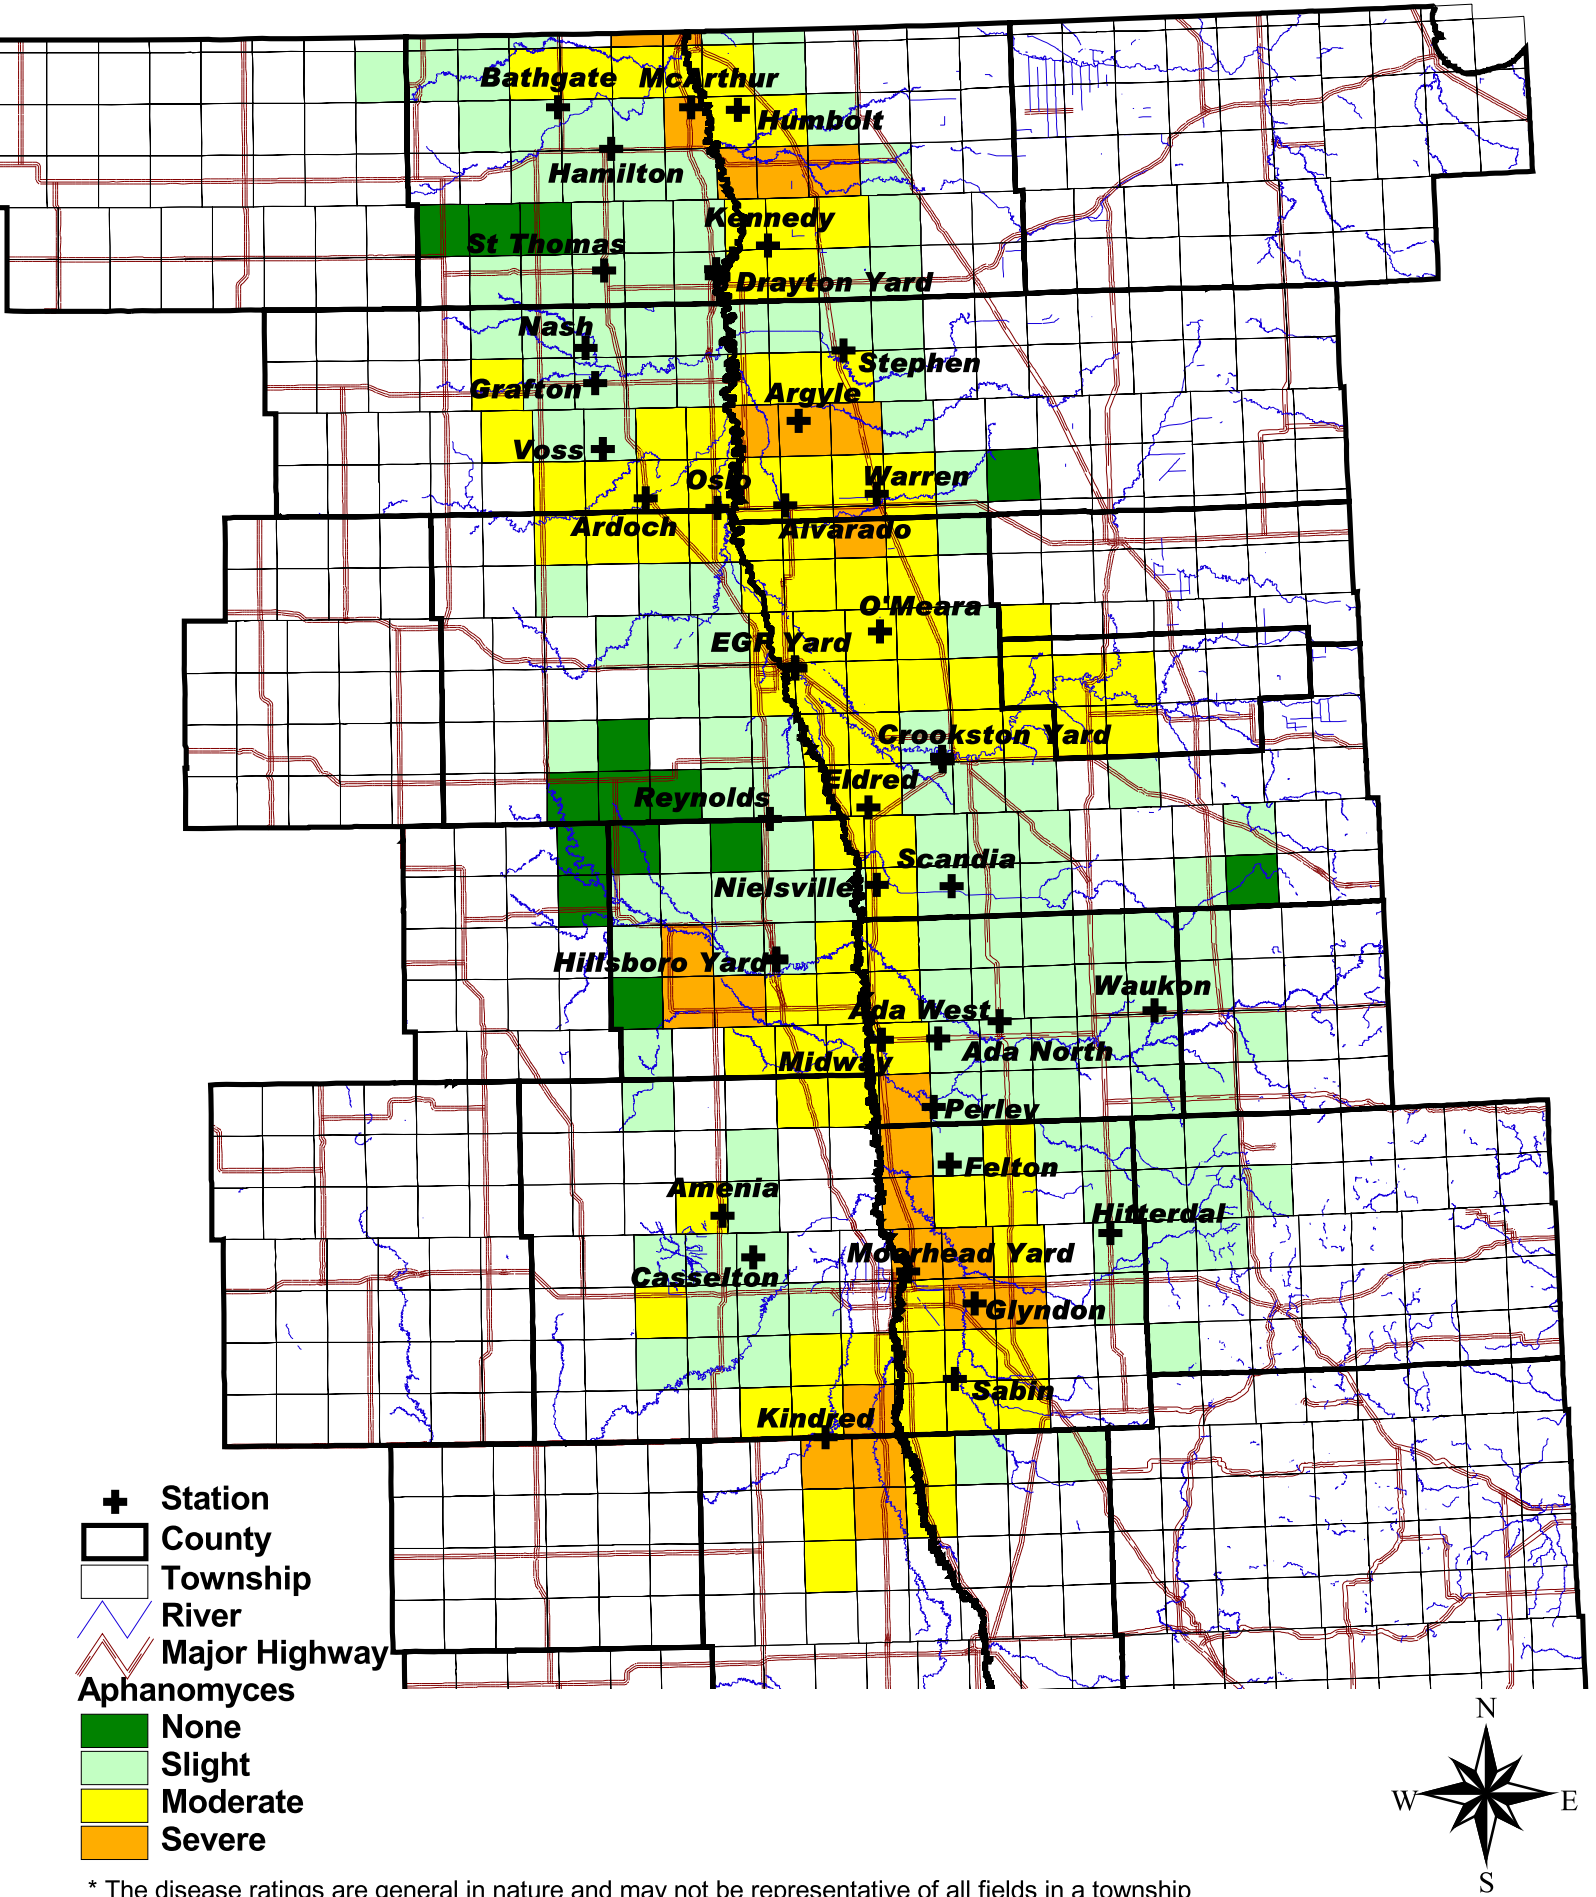 Bathgate McArthur
Humbolt
Hamilton
Kennedy
St Thomas
Drayton Yard
Nash
Stephen
Grafton
Argyle
Voss
Oslo
Warren
Ardoch
Alvarado
O'Meara
EGF Yard
Crookston Yard
Eldred
Reynolds
Scandia
Nielsville
Hillsboro Yard
Waukon
Ada West
Ada North
Midway
Perley
Felton
Amenia
Hitterdal
Moorhead Yard
Casselton
Glyndon
Sabin
Kindred
Station
County
Township
River
Major Highway
Aphanomyces
None
Slight
Moderate
Severe
N
W E
S
* The disease ratings are general in nature and may not be representative of all fields in a township